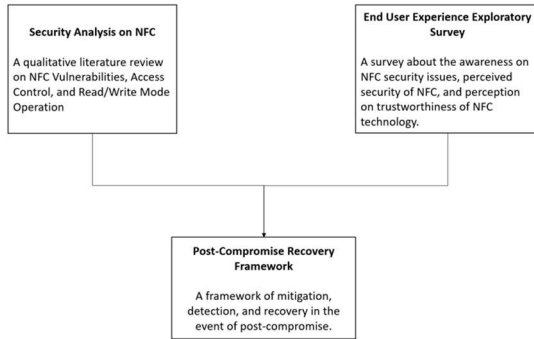 Security Analysis on NFC
A qualitative literature review
on NFC Vulnerabilities, Access
Control, and Read/Write Mode
Operation
End User Experience Exploratory
Survey
A survey about the awareness on
NFC security issues, perceived
security of NFC, and perception
on trustworthiness of NFC
technology.
Post-Compromise Recovery
Framework
A framework of mitigation,
detection, and recovery in the
event of post-compromise.